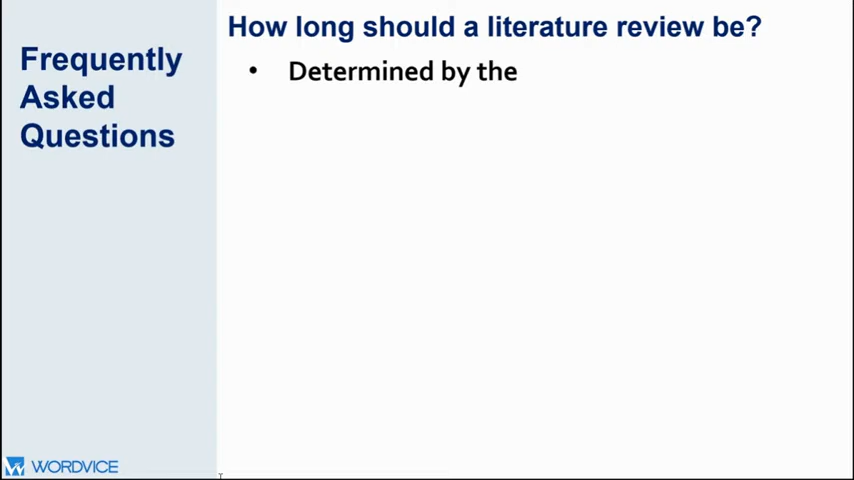 Frequently
Asked
Questions
How long should a literature review be?
• Determined by the
WORDVICE